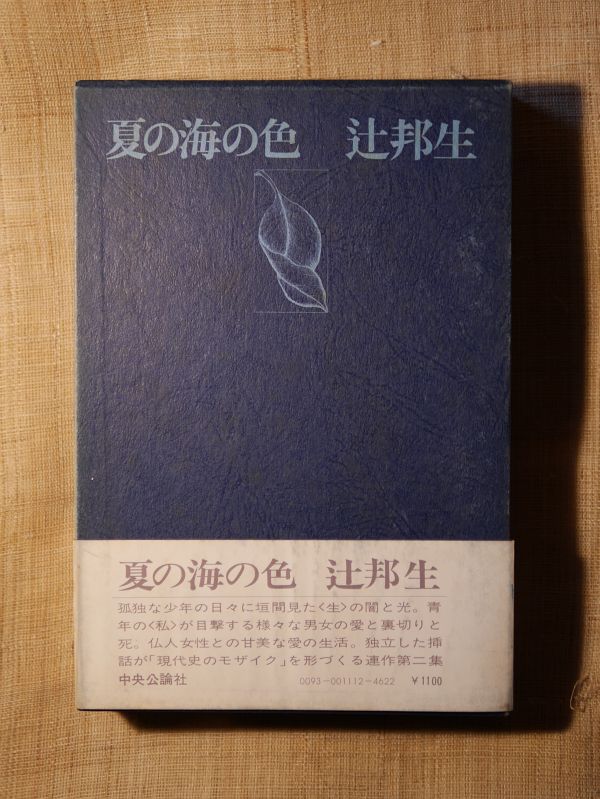 夏の海の色 辻邦生
夏の海の色 辻邦生
孤独な少年の日々に垣間見た〈生〉の闇と光。青
年の〈私〉が目撃する様々な男女の愛と裏切りと
死。仏人女性との甘美な愛の生活。独立した挿
話が「現代史のモザイク」を形づくる連作第二集
中央公論社 0093-001112-4622 ¥1100